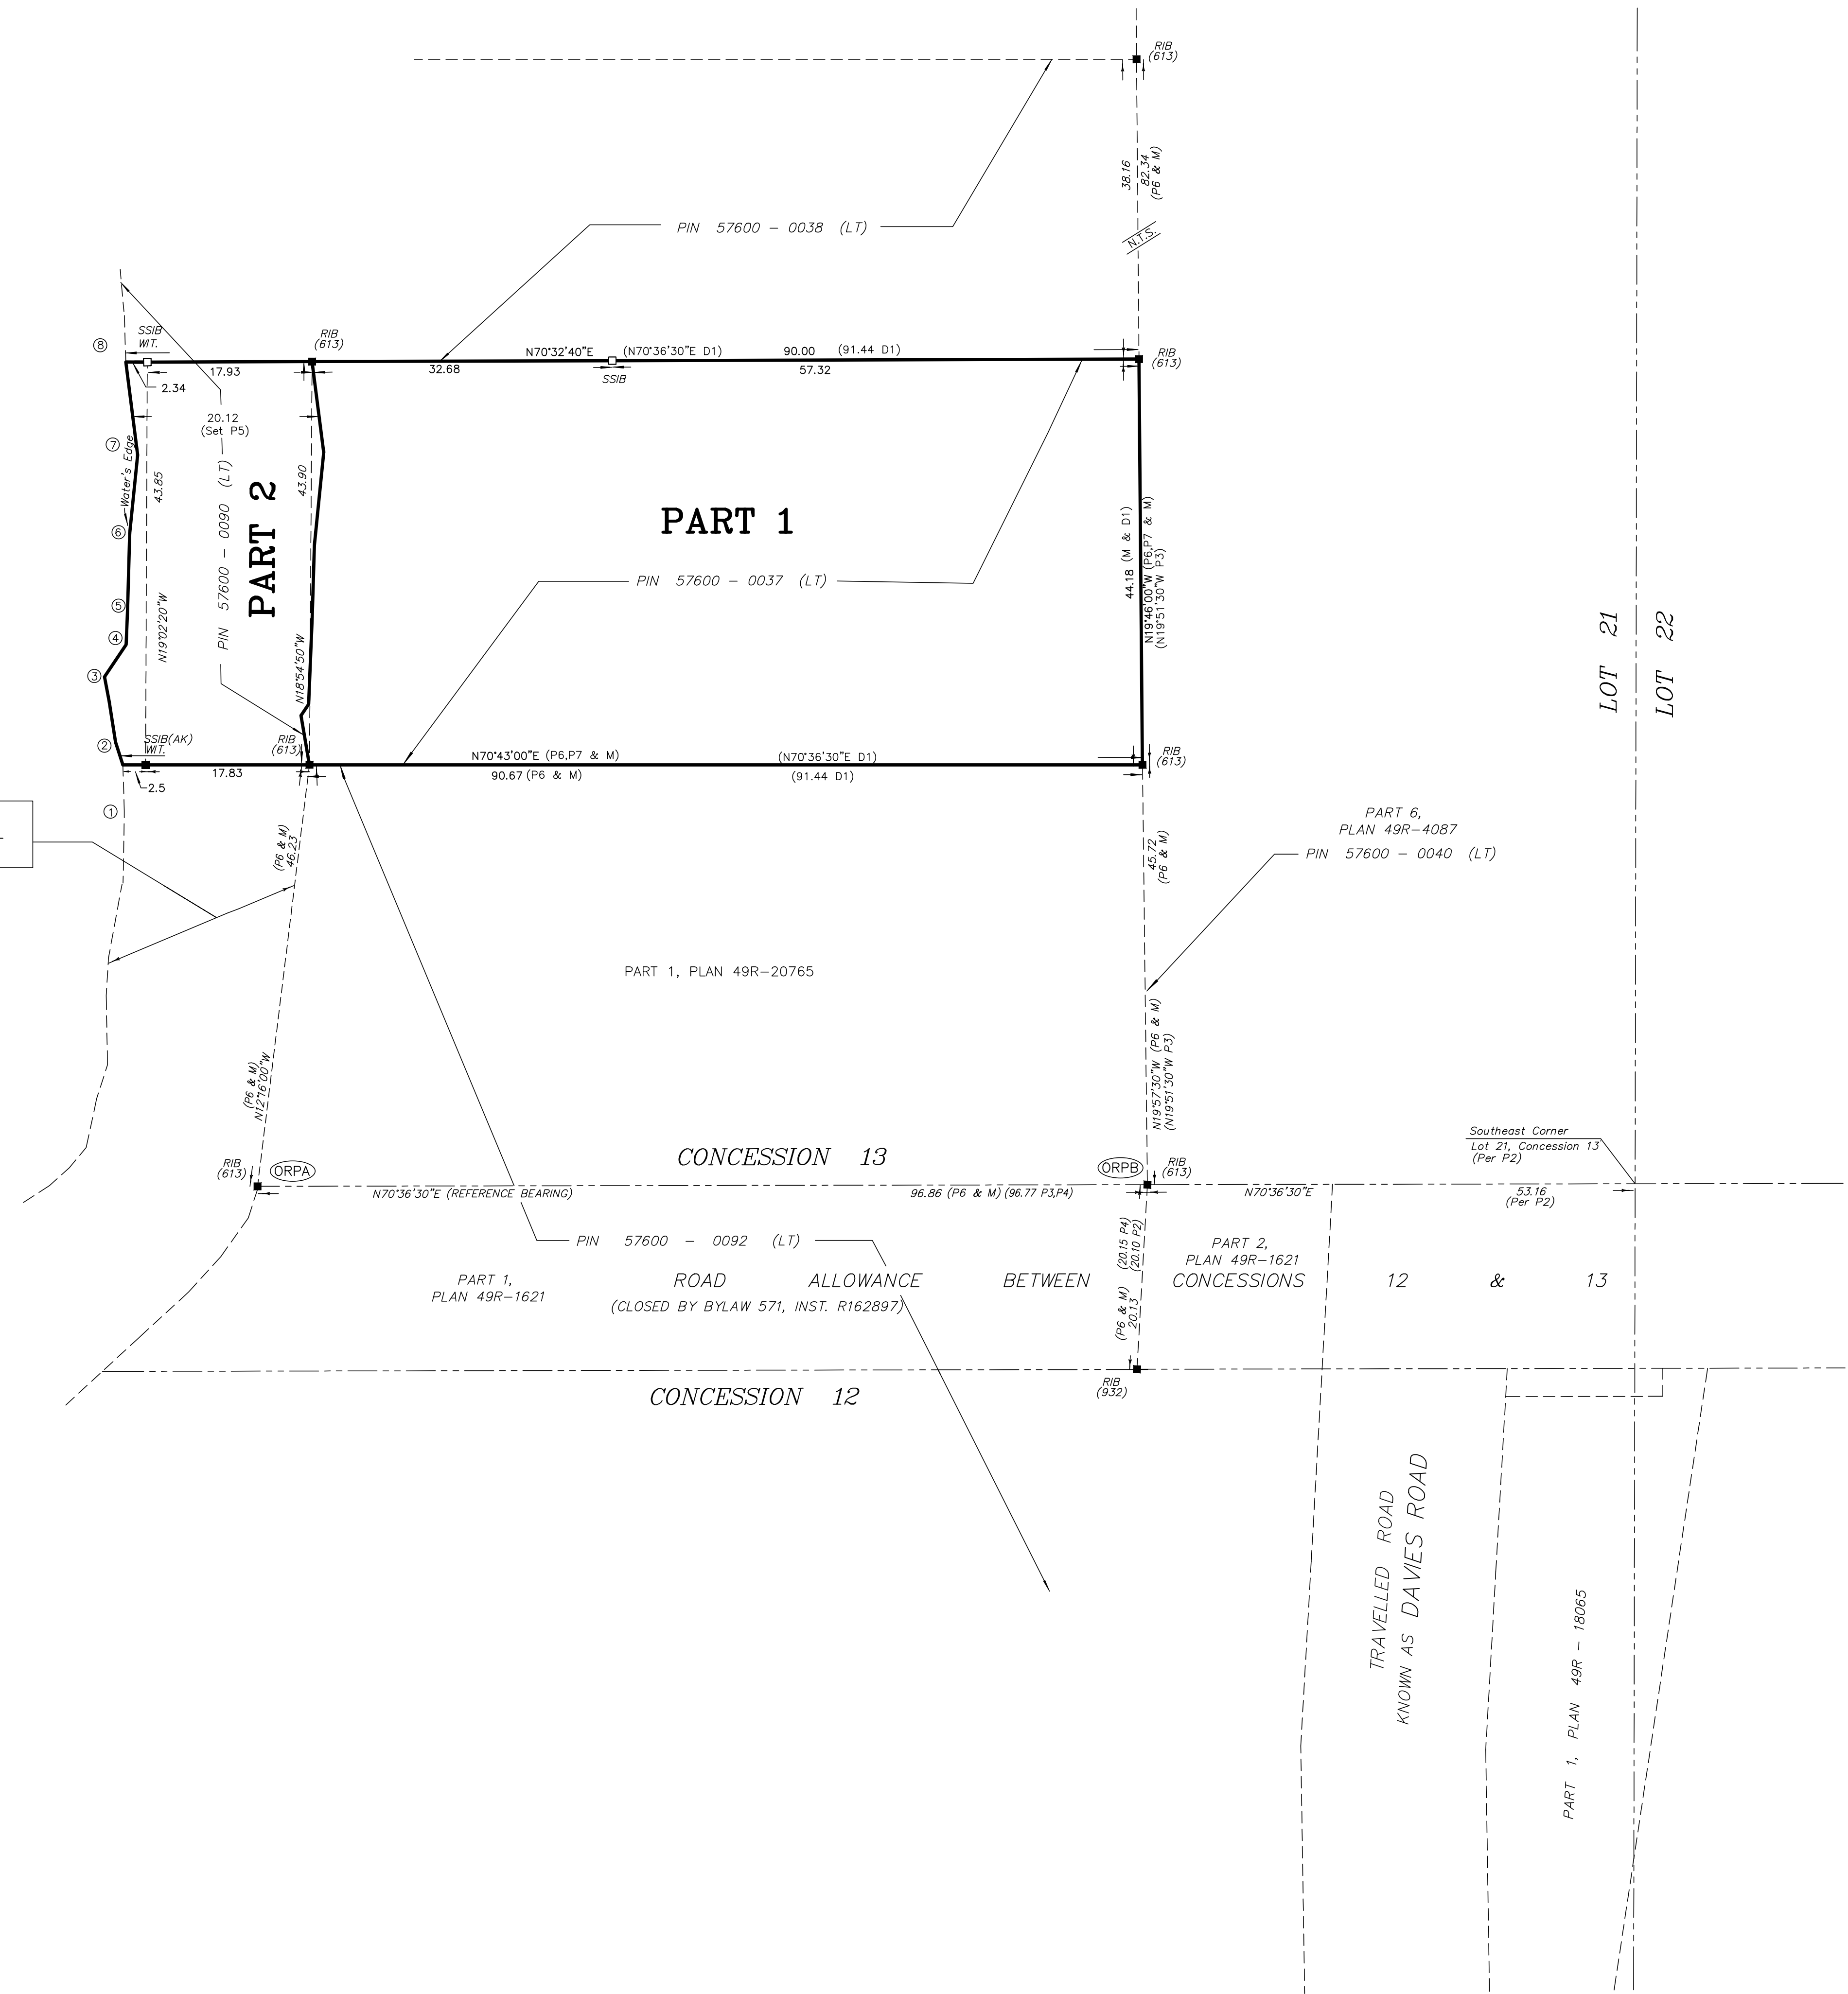 RIB
(613)
38.16
82.34
(P6 & M)
N.T.S.
PIN 57600 - 0038 (LT)
⑧
SSIB
WIT.
RIB
(613)
N70°32'40"E
(N70°36'30"E D1)
90.00
(91.44 D1)
RIB
(613)
17.93
32.68
SSIB
57.32
2.34
20.12
(Set P5)
⑦
Water's Edge
43.85
PIN 57600 - 0090 (LT)
PART 2
43.90
PART 1
⑥
PIN 57600 - 0037 (LT)
44.18 (M & D1)
N19°46'00"W (P6,P7 & M)
(N19°51'30"W P3)
⑤
④
③
②
N19°02'20"W
N18°54'50"W
LOT 21
LOT 22
SSIB(AK)
WIT.
RIB
(613)
N70°43'00"E (P6,P7 & M)
(N70°36'30"E D1)
RIB
(613)
17.83
90.67 (P6 & M)
(91.44 D1)
2.5
①
(P6 & M)
46.23
45.72
(P6 & M)
PART 6,
PLAN 49R-4087
PIN 57600 - 0040 (LT)
PART 1, PLAN 49R-20765
(P6 & M)
N12°16'00"W
N19°57'30"W (P6 & M)
(N19°51'30"W P3)
Southeast Corner
Lot 21, Concession 13
(Per P2)
CONCESSION 13
RIB
(613)
ORPA
ORPB
RIB
(613)
N70°36'30"E (REFERENCE BEARING)
96.86 (P6 & M) (96.77 P3,P4)
N70°36'30"E
53.16
(Per P2)
PIN 57600 - 0092 (LT)
(P6 & M) (20.15 P4)
20.13 (20.10 P2)
PART 2,
PLAN 49R-1621
PART 1,
PLAN 49R-1621
ROAD ALLOWANCE BETWEEN CONCESSIONS 12 & 13
(CLOSED BY BYLAW 571, INST. R162897)
RIB
(932)
CONCESSION 12
TRAVELLED ROAD
KNOWN AS DAVIES ROAD
PART 1, PLAN 49R - 18065